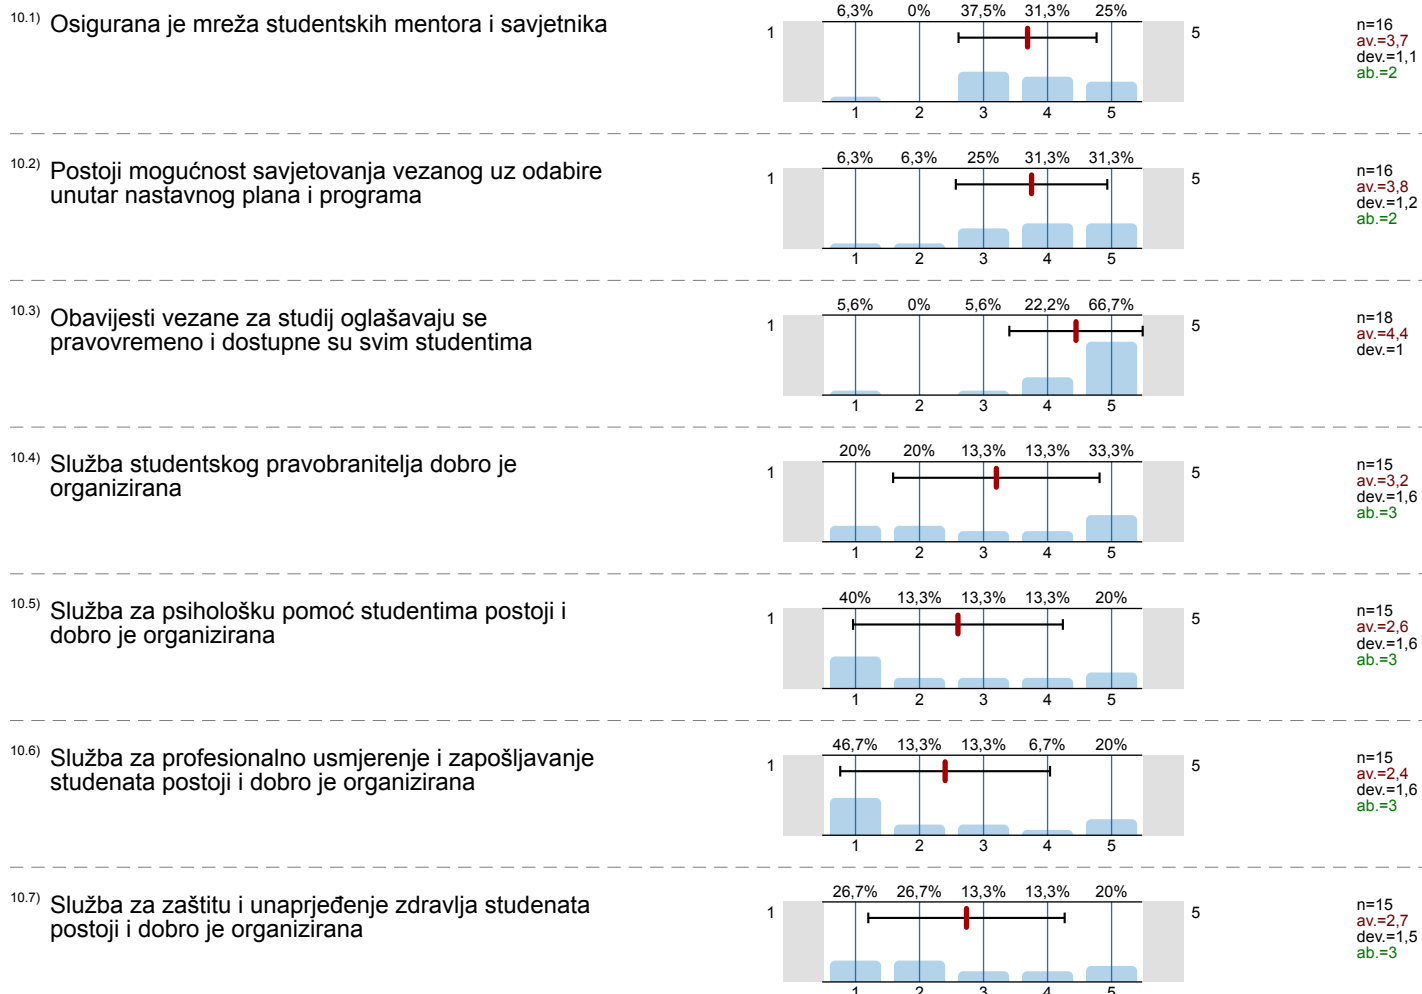 10.1) Osigurana je mreža studentskih mentora i savjetnika
6,3% 0% 37,5% 31,3% 25%
1 5
1 2 3 4 5
n=16
av.=3,7
dev.=1,1
ab.=2
10.2) Postoji mogućnost savjetovanja vezanog uz odabire
unutar nastavnog plana i programa
6,3% 6,3% 25% 31,3% 31,3%
1 5
1 2 3 4 5
n=16
av.=3,8
dev.=1,2
ab.=2
10.3) Obavijesti vezane za studij oglašavaju se
pravovremeno i dostupne su svim studentima
5,6% 0% 5,6% 22,2% 66,7%
1 5
1 2 3 4 5
n=18
av.=4,4
dev.=1
10.4) Služba studentskog pravobranitelja dobro je
organizirana
20% 20% 13,3% 13,3% 33,3%
1 5
1 2 3 4 5
n=15
av.=3,2
dev.=1,6
ab.=3
10.5) Služba za psihološku pomoć studentima postoji i
dobro je organizirana
40% 13,3% 13,3% 13,3% 20%
1 5
1 2 3 4 5
n=15
av.=2,6
dev.=1,6
ab.=3
10.6) Služba za profesionalno usmjerenje i zapošljavanje
studenata postoji i dobro je organizirana
46,7% 13,3% 13,3% 6,7% 20%
1 5
1 2 3 4 5
n=15
av.=2,4
dev.=1,6
ab.=3
10.7) Služba za zaštitu i unaprjeđenje zdravlja studenata
postoji i dobro je organizirana
26,7% 26,7% 13,3% 13,3% 20%
1 5
1 2 3 4 5
n=15
av.=2,7
dev.=1,5
ab.=3